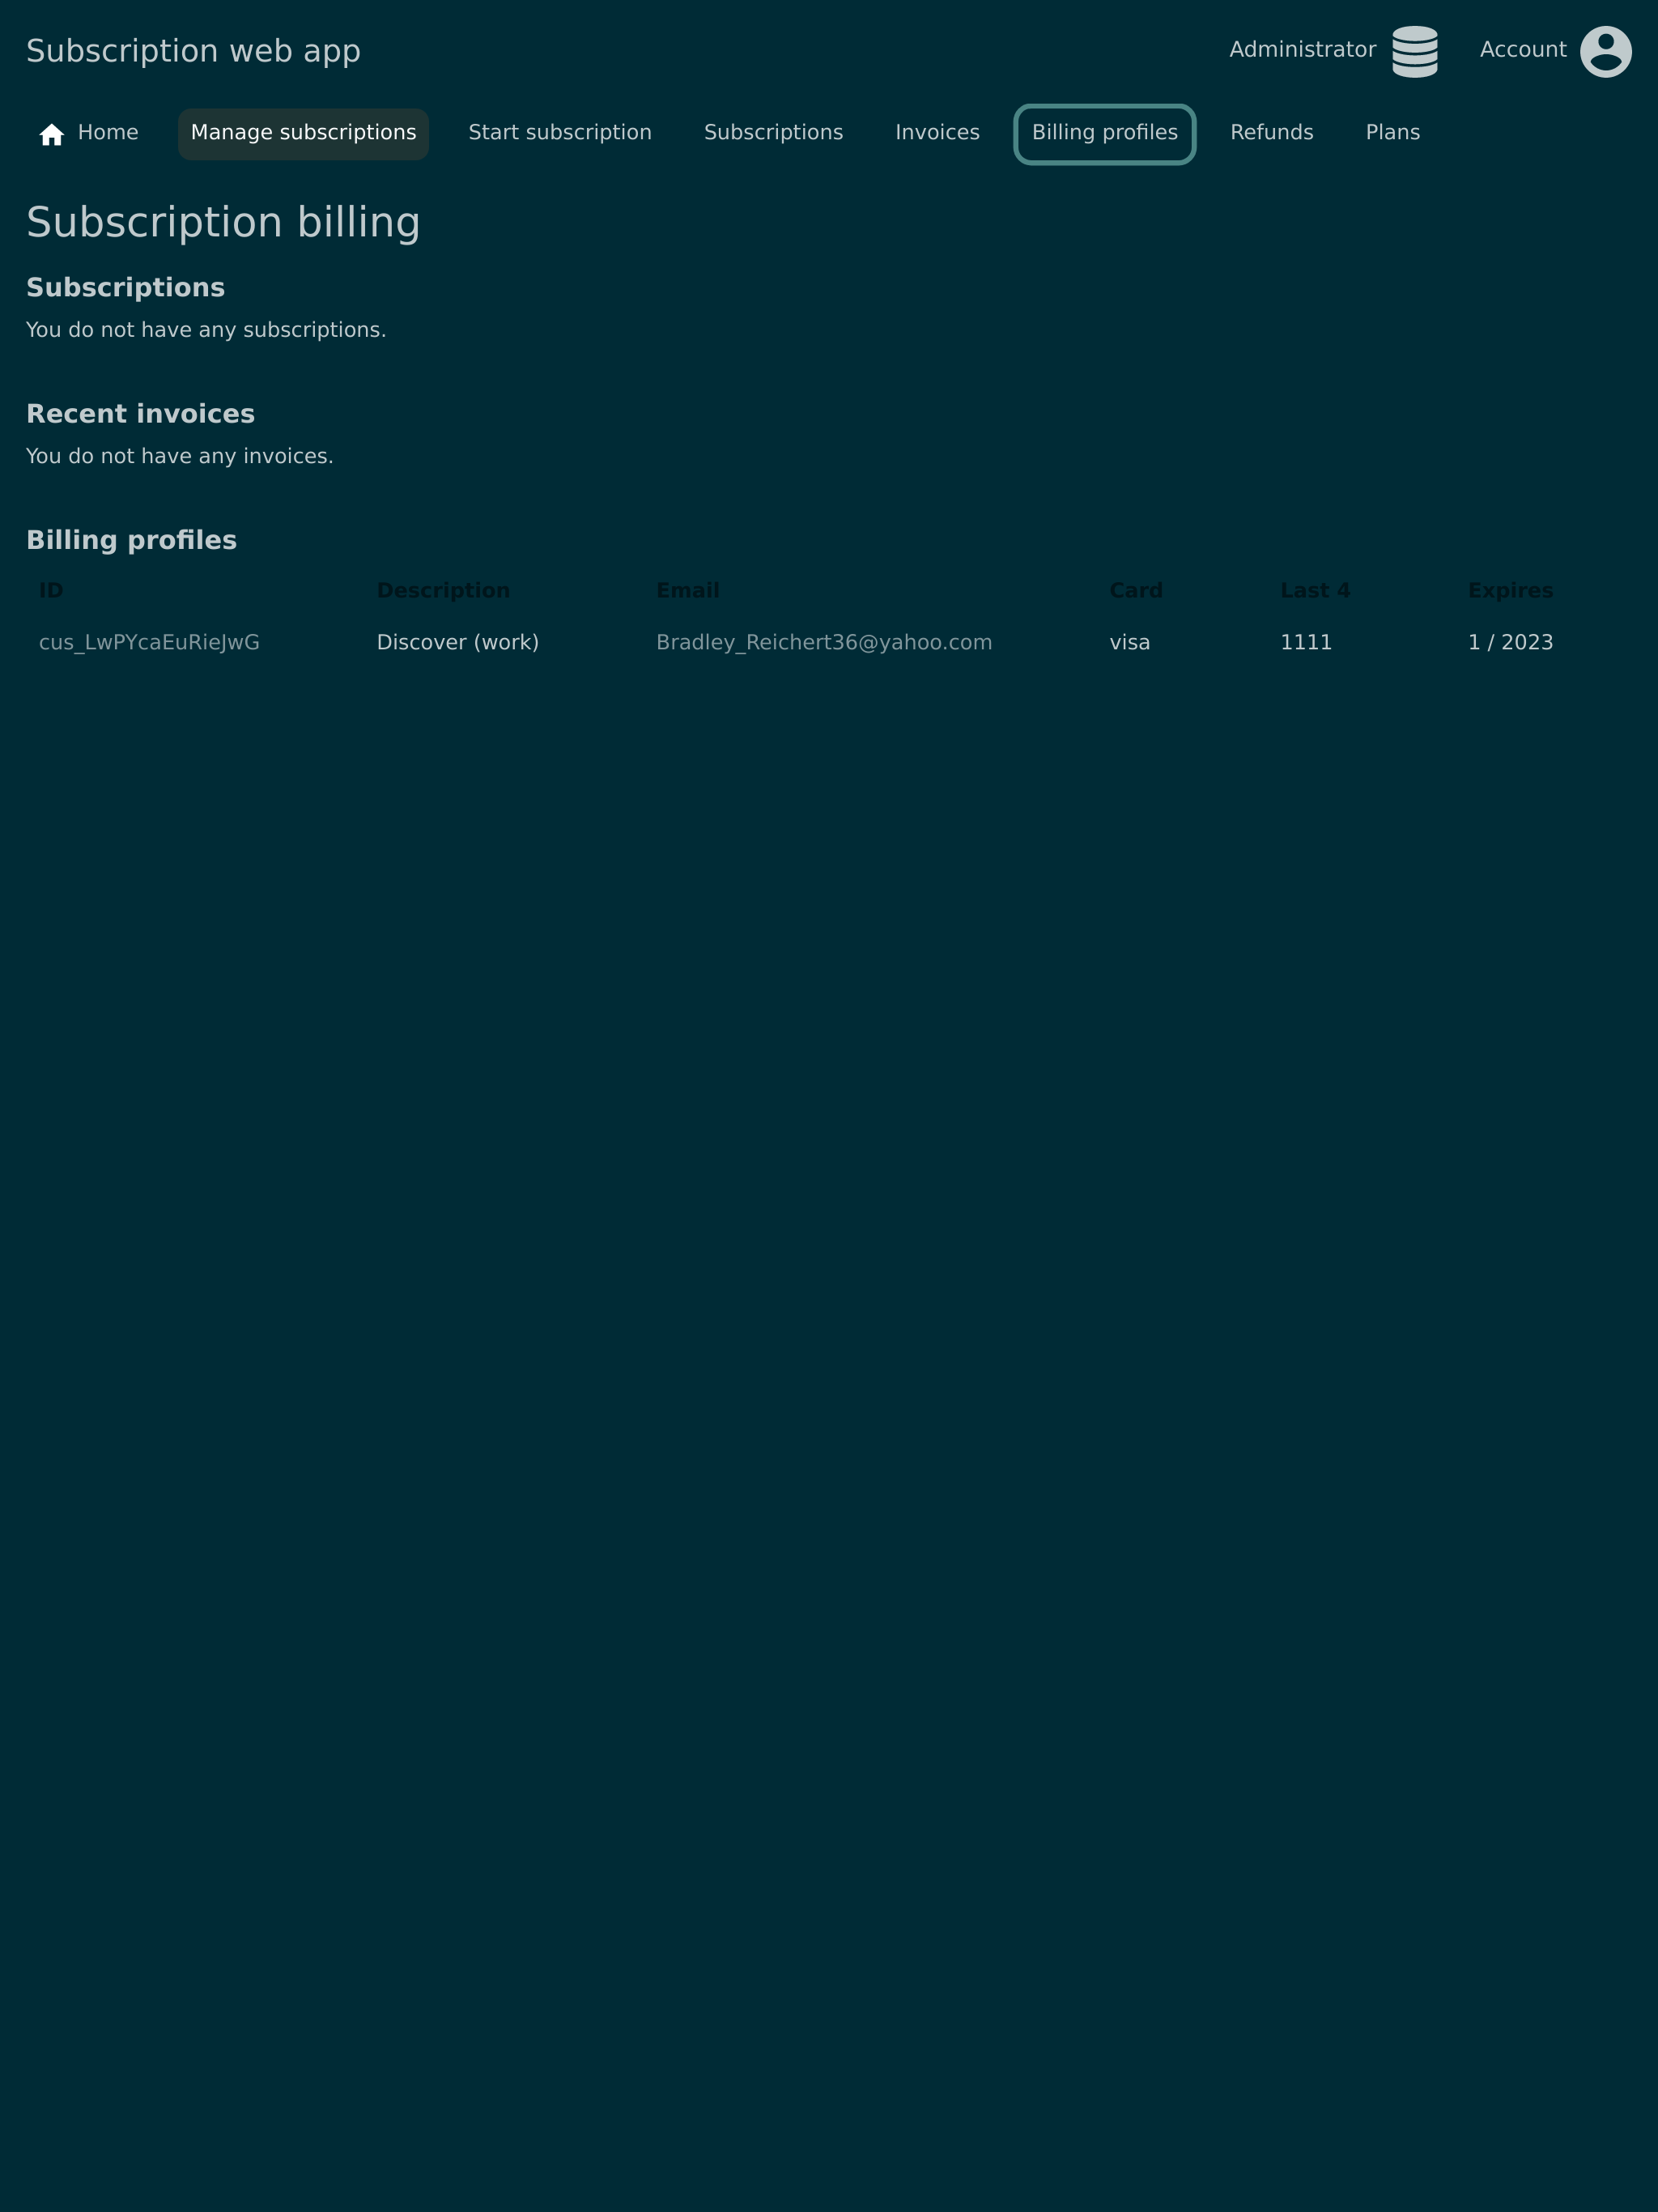 Subscription web app Administrator Account
Home Manage subscriptions Start subscription Subscriptions Invoices Billing profiles Refunds Plans
Subscription billing
Subscriptions
You do not have any subscriptions.
Recent invoices
You do not have any invoices.
Billing profiles
ID Description Email Card Last 4 Expires
cus_LwPYcaEuRieJwG Discover (work) Bradley_Reichert36@yahoo.com visa 1111 1 / 2023